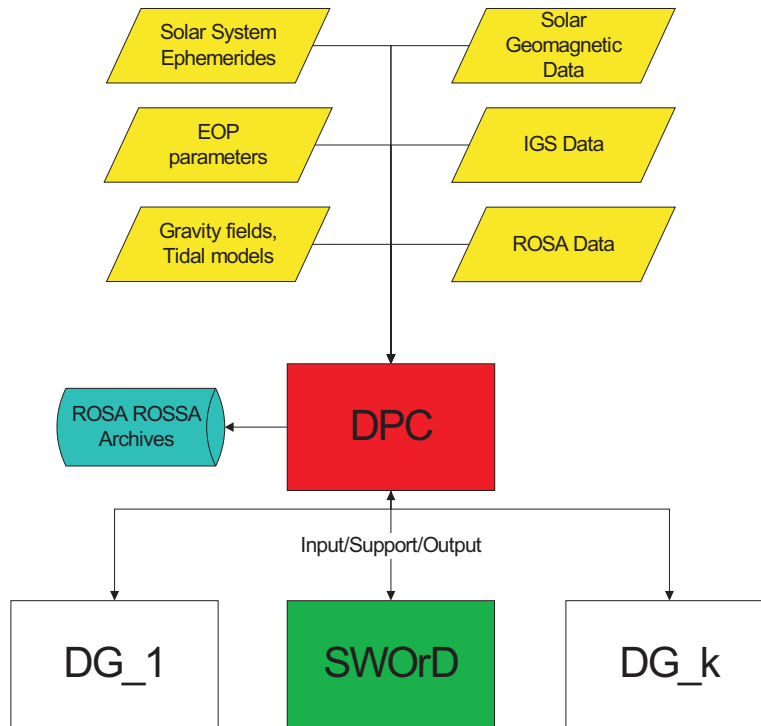 Solar System
Ephemerides
Solar
Geomagnetic
Data
EOP
parameters
IGS Data
Gravity fields,
Tidal models
ROSA Data
ROSA ROSSA
Archives
DPC
Input/Support/Output
DG_1
SWOrD
DG_k